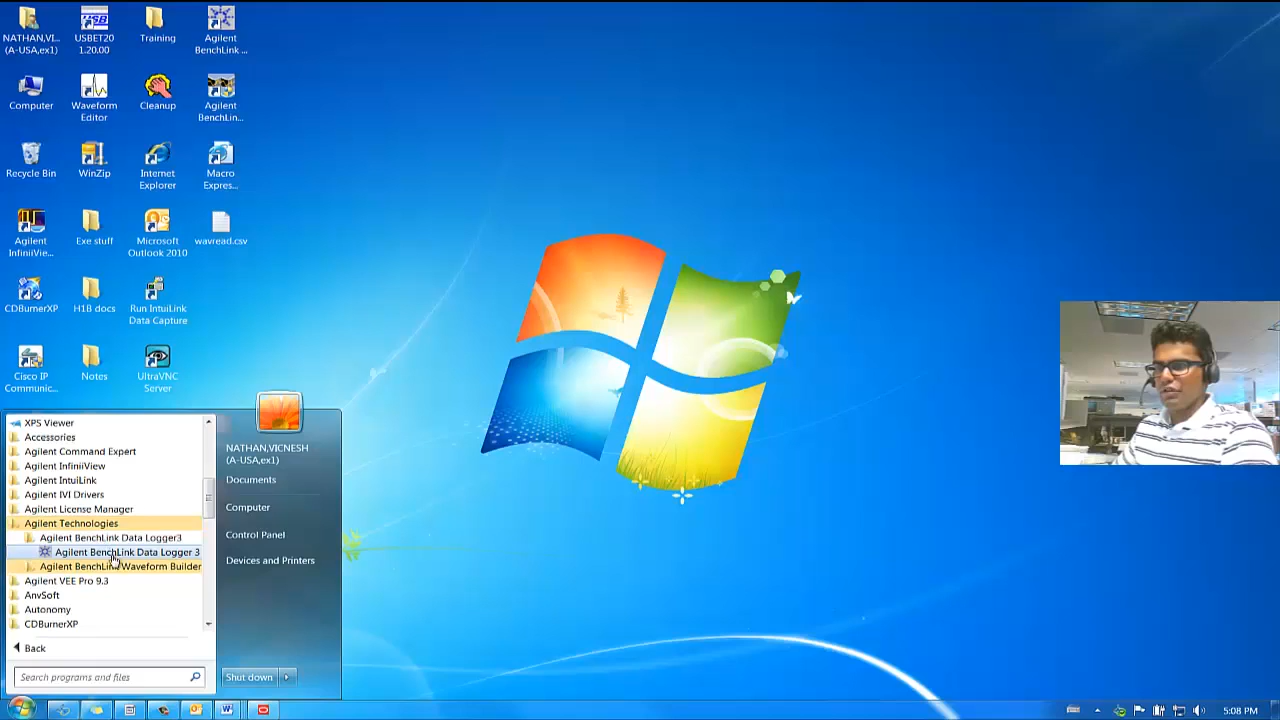 NATHAN,VI...
(A-USA,ex1)
USB
USBET20
1.20.00
Training
Agilent
BenchLink ...
Computer
Waveform
Editor
Cleanup
Agilent
BenchLin...
Recycle Bin
WinZip
Internet
Explorer
Macro
Expres...
Agilent
InfiniiVie...
Exe stuff
Microsoft
Outlook 2010
wavread.csv
CDBurnerXP
H1B docs
Run IntuiLink
Data Capture
Cisco IP
Communic...
Notes
UltraVNC
Server
XPS Viewer
Accessories
Agilent Command Expert
Agilent InfiniiView
Agilent IntuiLink
Agilent IVI Drivers
Agilent License Manager
Agilent Technologies
Agilent BenchLink Data Logger3
Agilent BenchLink Data Logger 3
Agilent BenchLink Waveform Builder
Agilent VEE Pro 9.3
AnvSoft
Autonomy
CDBurnerXP
Back
Search programs and files
NATHAN,VICNESH
(A-USA,ex1)
Documents
Computer
Control Panel
Devices and Printers
Shut down
5:08 PM